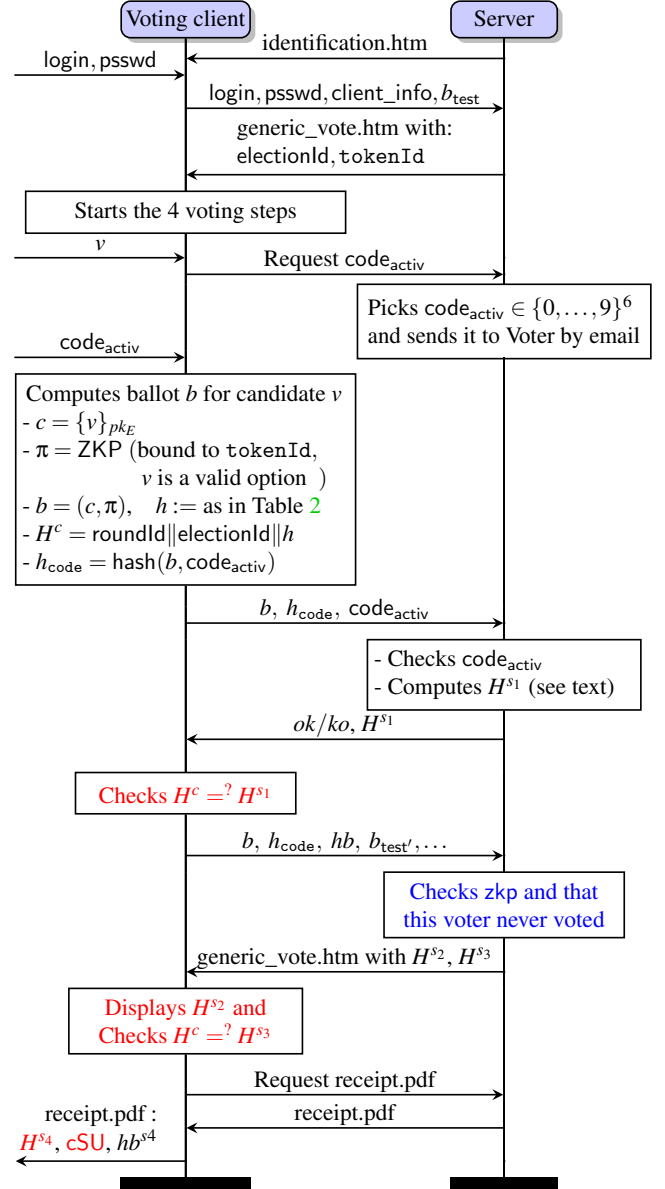 Voting client
Server
identification.htm
login, psswd
login, psswd, client_info, b_test
generic_vote.htm with:
electionId, tokenId
Starts the 4 voting steps
v
Request code_activ
Picks code_activ ∈ {0,...,9}^6
and sends it to Voter by email
code_activ
Computes ballot b for candidate v
- c = {v}_pk_E
- π = ZKP (bound to tokenId,
v is a valid option )
- b = (c, π), h := as in Table 2
- H^c = roundId‖electionId‖h
- h_code = hash(b, code_activ)
b, h_code, code_activ
- Checks code_activ
- Computes H^s1 (see text)
ok/ko, H^s1
Checks H^c =? H^s1
b, h_code, hb, b_test′,...
Checks zkp and that
this voter never voted
generic_vote.htm with H^s2, H^s3
Displays H^s2 and
Checks H^c =? H^s3
Request receipt.pdf
receipt.pdf
receipt.pdf :
H^s4, cSU, hb^s4